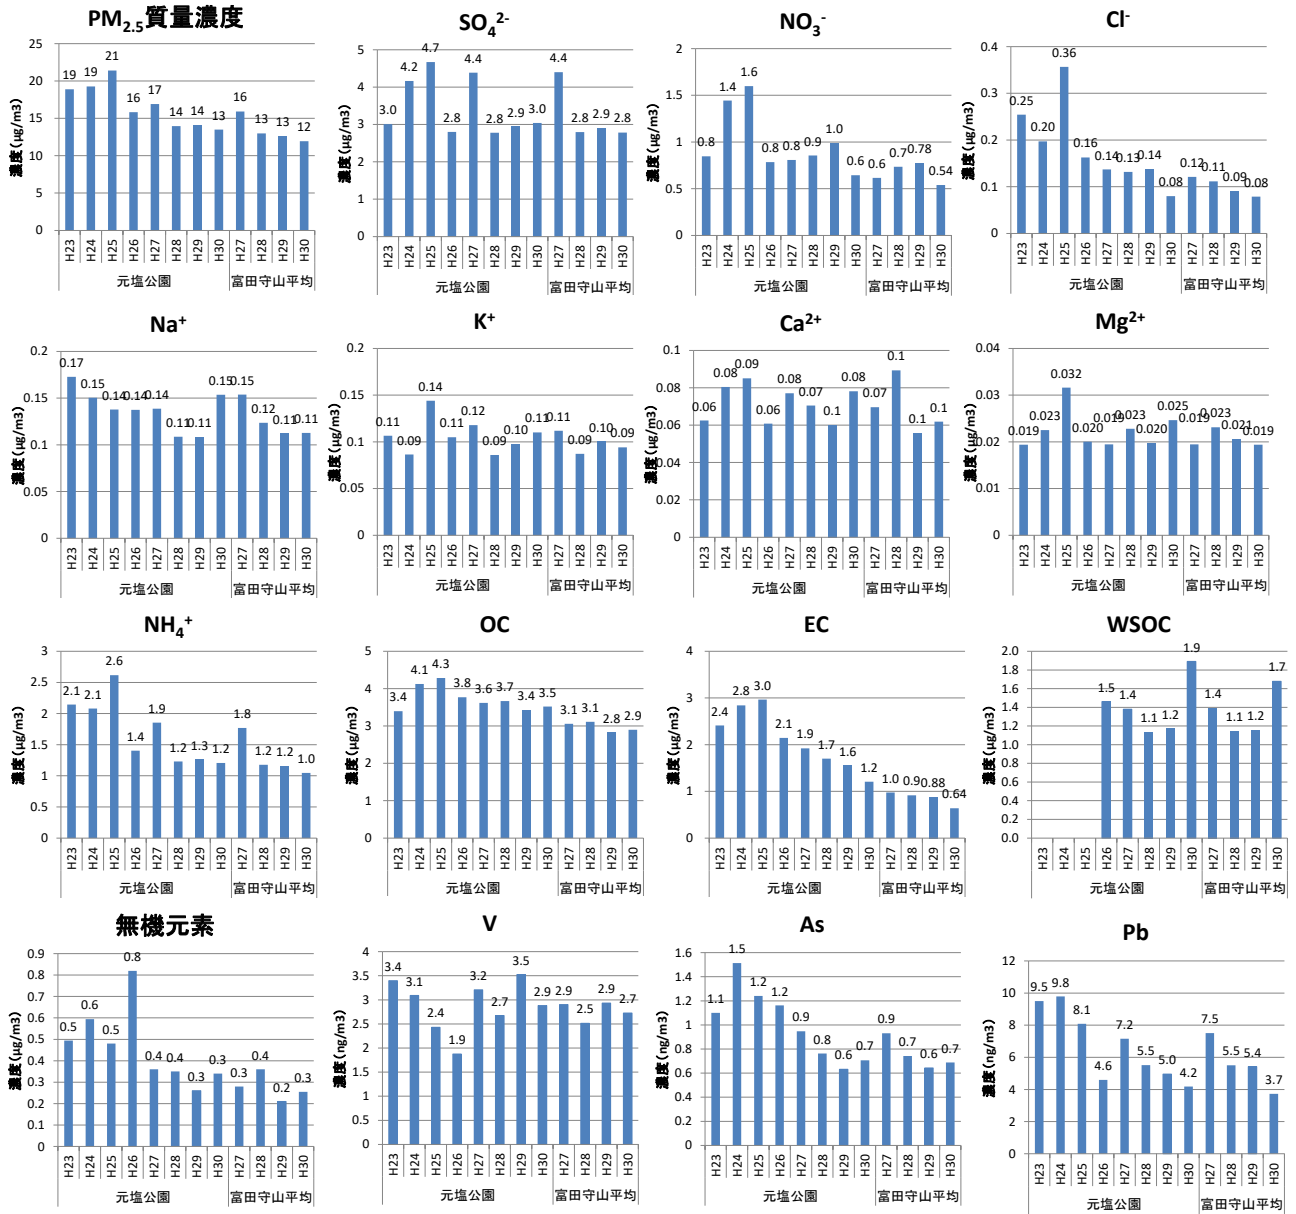 PM2.5質量濃度
濃度(μg/m3)
25
20
15
10
5
0
19 19 21 16 17 14 14 13 16 13 13 12
H23 H24 H25 H26 H27 H28 H29 H30 H27 H28 H29 H30
元塩公園 富田守山平均
SO4 2-
濃度(μg/m3)
5
4
3
2
1
0
3.0 4.2 4.7 2.8 4.4 2.8 2.9 3.0 4.4 2.8 2.9 2.8
H23 H24 H25 H26 H27 H28 H29 H30 H27 H28 H29 H30
元塩公園 富田守山平均
NO3-
濃度(μg/m3)
2
1.5
1
0.5
0
0.8 1.4 1.6 0.8 0.8 0.9 1.0 0.6 0.6 0.7 0.78 0.54
H23 H24 H25 H26 H27 H28 H29 H30 H27 H28 H29 H30
元塩公園 富田守山平均
Cl-
濃度(μg/m3)
0.4
0.3
0.2
0.1
0
0.25 0.20 0.36 0.16 0.14 0.13 0.14 0.08 0.12 0.11 0.09 0.08
H23 H24 H25 H26 H27 H28 H29 H30 H27 H28 H29 H30
元塩公園 富田守山平均
Na+
濃度(μg/m3)
0.2
0.15
0.1
0.05
0
0.17 0.15 0.14 0.14 0.14 0.11 0.11 0.15 0.15 0.12 0.11 0.11
H23 H24 H25 H26 H27 H28 H29 H30 H27 H28 H29 H30
元塩公園 富田守山平均
K+
濃度(μg/m3)
0.2
0.15
0.1
0.05
0
0.11 0.09 0.14 0.11 0.12 0.09 0.10 0.11 0.11 0.09 0.10 0.09
H23 H24 H25 H26 H27 H28 H29 H30 H27 H28 H29 H30
元塩公園 富田守山平均
Ca2+
濃度(μg/m3)
0.1
0.08
0.06
0.04
0.02
0
0.06 0.08 0.09 0.06 0.08 0.07 0.1 0.08 0.07 0.1 0.1 0.1
H23 H24 H25 H26 H27 H28 H29 H30 H27 H28 H29 H30
元塩公園 富田守山平均
Mg2+
濃度(μg/m3)
0.04
0.03
0.02
0.01
0
0.019 0.023 0.032 0.020 0.019 0.023 0.020 0.025 0.019 0.023 0.021 0.019
H23 H24 H25 H26 H27 H28 H29 H30 H27 H28 H29 H30
元塩公園 富田守山平均
NH4+
濃度(μg/m3)
3
2.5
2
1.5
1
0.5
0
2.1 2.1 2.6 1.4 1.9 1.2 1.3 1.2 1.8 1.2 1.2 1.0
H23 H24 H25 H26 H27 H28 H29 H30 H27 H28 H29 H30
元塩公園 富田守山平均
OC
濃度(μg/m3)
5
4
3
2
1
0
3.4 4.1 4.3 3.8 3.6 3.7 3.4 3.5 3.1 3.1 2.8 2.9
H23 H24 H25 H26 H27 H28 H29 H30 H27 H28 H29 H30
元塩公園 富田守山平均
EC
濃度(μg/m3)
4
3
2
1
0
2.4 2.8 3.0 2.1 1.9 1.7 1.6 1.2 1.0 0.9 0.88 0.64
H23 H24 H25 H26 H27 H28 H29 H30 H27 H28 H29 H30
元塩公園 富田守山平均
WSOC
濃度(μg/m3)
2.0
1.8
1.6
1.4
1.2
1.0
0.8
0.6
0.4
0.2
0.0
1.5 1.4 1.1 1.2 1.9 1.4 1.1 1.2 1.7
H23 H24 H25 H26 H27 H28 H29 H30 H27 H28 H29 H30
元塩公園 富田守山平均
無機元素
濃度(μg/m3)
0.9
0.8
0.7
0.6
0.5
0.4
0.3
0.2
0.1
0
0.5 0.6 0.5 0.8 0.4 0.4 0.3 0.3 0.3 0.4 0.2 0.3
H23 H24 H25 H26 H27 H28 H29 H30 H27 H28 H29 H30
元塩公園 富田守山平均
V
濃度(ng/m3)
4
3.5
3
2.5
2
1.5
1
0.5
0
3.4 3.1 2.4 1.9 3.2 2.7 3.5 2.9 2.9 2.5 2.9 2.7
H23 H24 H25 H26 H27 H28 H29 H30 H27 H28 H29 H30
元塩公園 富田守山平均
As
濃度(ng/m3)
1.6
1.4
1.2
1
0.8
0.6
0.4
0.2
0
1.1 1.5 1.2 1.2 0.9 0.8 0.6 0.7 0.9 0.7 0.6 0.7
H23 H24 H25 H26 H27 H28 H29 H30 H27 H28 H29 H30
元塩公園 富田守山平均
Pb
濃度(ng/m3)
12
10
8
6
4
2
0
9.5 9.8 8.1 4.6 7.2 5.5 5.0 4.2 7.5 5.5 5.4 3.7
H23 H24 H25 H26 H27 H28 H29 H30 H27 H28 H29 H30
元塩公園 富田守山平均